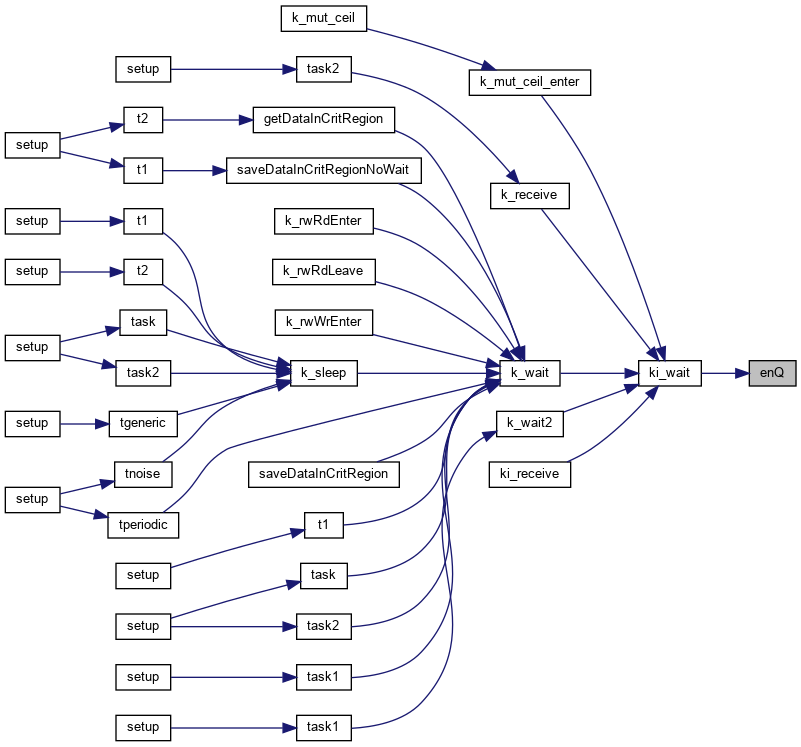 k_mut_ceil
setup
task2
k_mut_ceil_enter
setup
t2
getDataInCritRegion
t1
saveDataInCritRegionNoWait
k_receive
setup
t1
k_rwRdEnter
setup
t2
k_rwRdLeave
setup
task
k_rwWrEnter
task2
k_sleep
k_wait
ki_wait
enQ
setup
tgeneric
k_wait2
setup
tnoise
saveDataInCritRegion
ki_receive
tperiodic
t1
setup
task
setup
task2
setup
task1
setup
task1